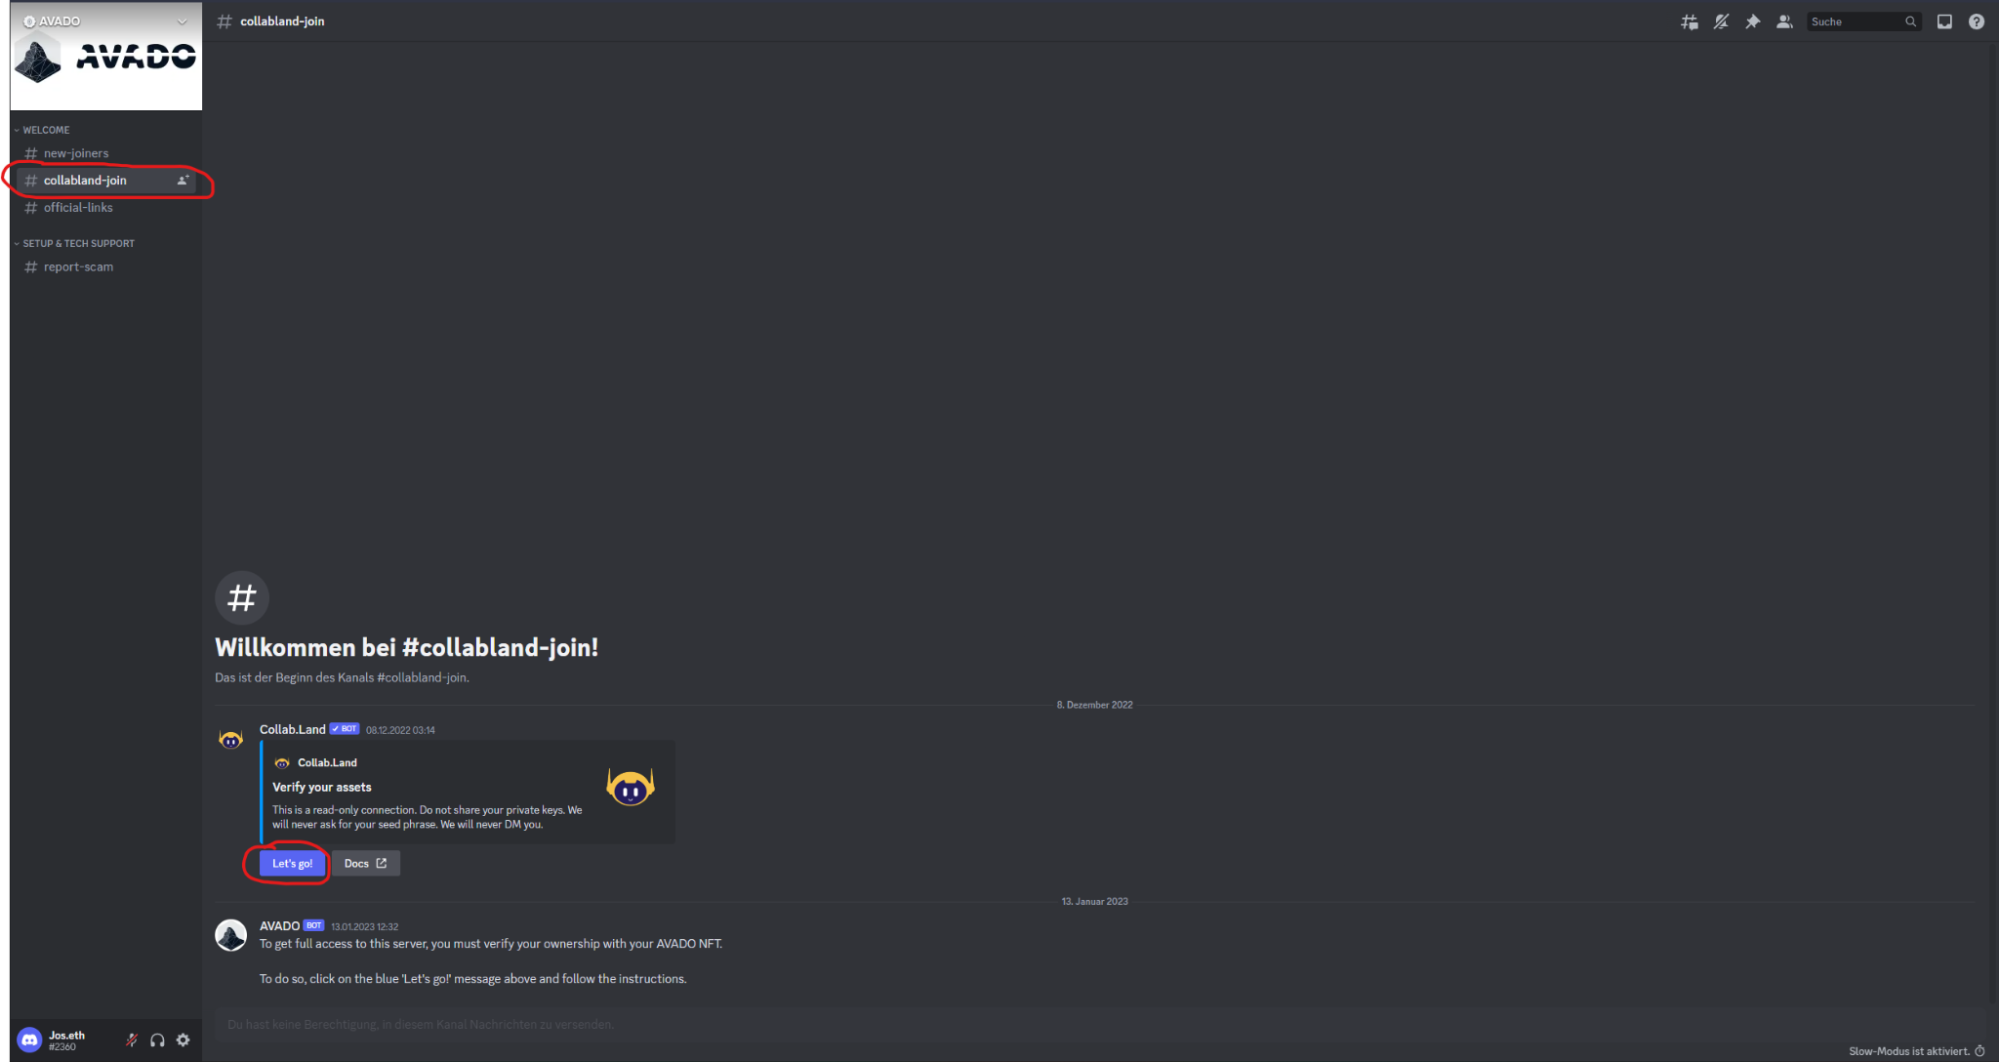 AVADO
AVADO
WELCOME
new-joiners
collabland-join
official-links
SETUP & TECH SUPPORT
report-scam
Jos.eth
#2360
collabland-join
Suche
Willkommen bei #collabland-join!
Das ist der Beginn des Kanals #collabland-join.
8. Dezember 2022
Collab.Land BOT 08.12.2022 03:14
Collab.Land
Verify your assets
This is a read-only connection. Do not share your private keys. We
will never ask for your seed phrase. We will never DM you.
Let's go! Docs
13. Januar 2023
AVADO BOT 13.01.2023 12:32
To get full access to this server, you must verify your ownership with your AVADO NFT.
To do so, click on the blue 'Let's go!' message above and follow the instructions.
Du hast keine Berechtigung, in diesem Kanal Nachrichten zu versenden.
Slow-Modus ist aktiviert.